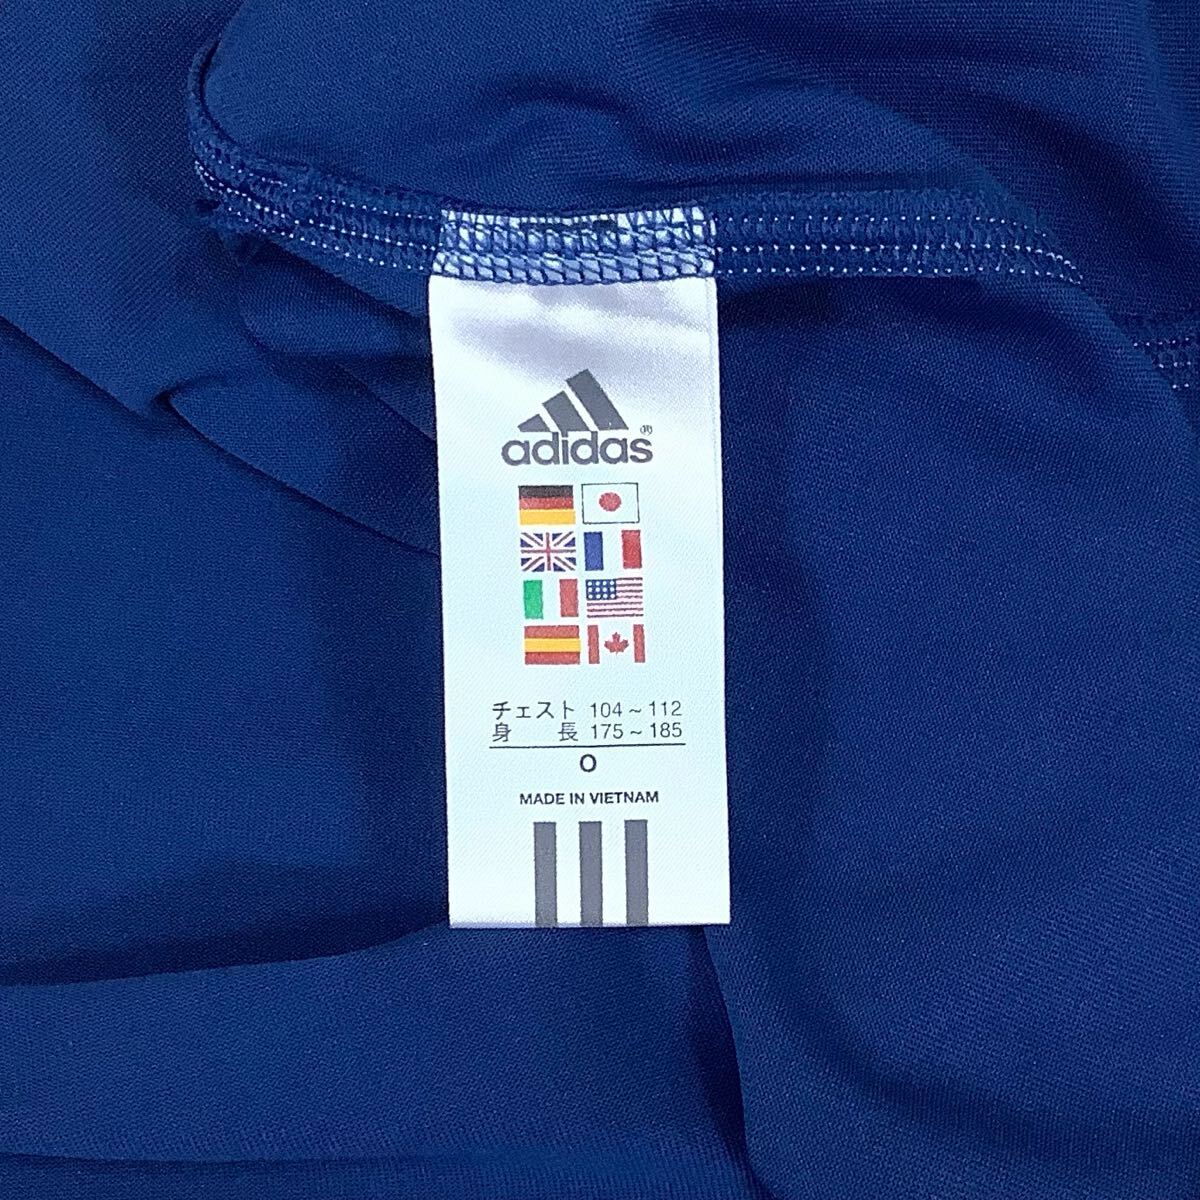 adidas®
チェスト 104～112
身長 175～185
O
MADE IN VIETNAM